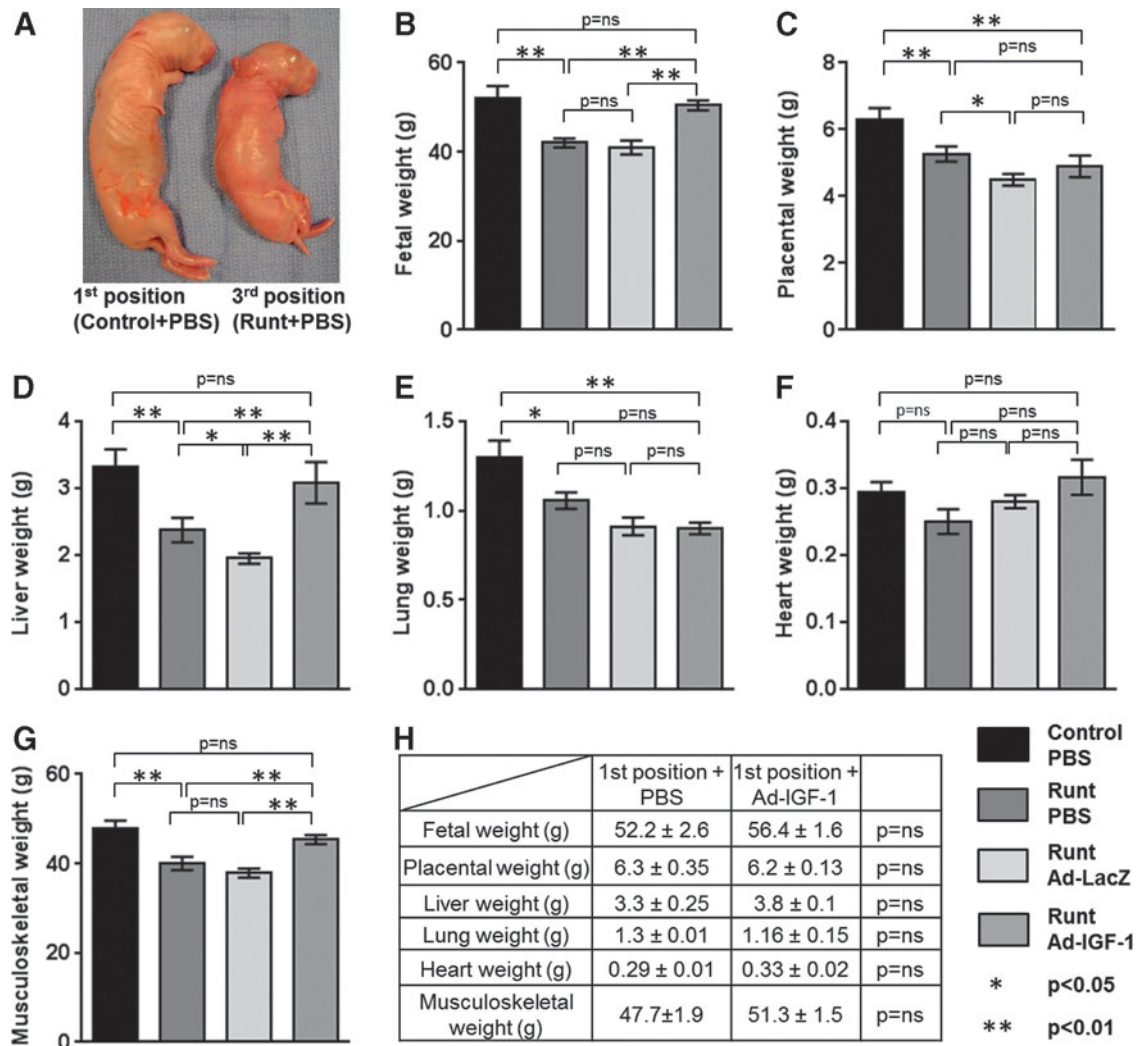 A
1st position
(Control+PBS)
3rd position
(Runt+PBS)
B
p=ns
** **
**
p=ns
Fetal weight (g)
60
40
20
0
C
**
p=ns
**
* p=ns
Placental weight (g)
8
6
4
2
0
D
p=ns
** **
* **
Liver weight (g)
4
3
2
1
0
E
**
* p=ns
p=ns p=ns
Lung weight (g)
1.5
1.0
0.5
0.0
F
p=ns
p=ns p=ns
p=ns p=ns
Heart weight (g)
0.4
0.3
0.2
0.1
0.0
G
p=ns
** **
p=ns **
Musculoskeletal weight (g)
60
40
20
0
H
1st position + PBS 1st position + Ad-IGF-1
Fetal weight (g) 52.2 ± 2.6 56.4 ± 1.6 p=ns
Placental weight (g) 6.3 ± 0.35 6.2 ± 0.13 p=ns
Liver weight (g) 3.3 ± 0.25 3.8 ± 0.1 p=ns
Lung weight (g) 1.3 ± 0.01 1.16 ± 0.15 p=ns
Heart weight (g) 0.29 ± 0.01 0.33 ± 0.02 p=ns
Musculoskeletal weight (g) 47.7±1.9 51.3 ± 1.5 p=ns
Control
PBS
Runt
PBS
Runt
Ad-LacZ
Runt
Ad-IGF-1
* p<0.05
** p<0.01